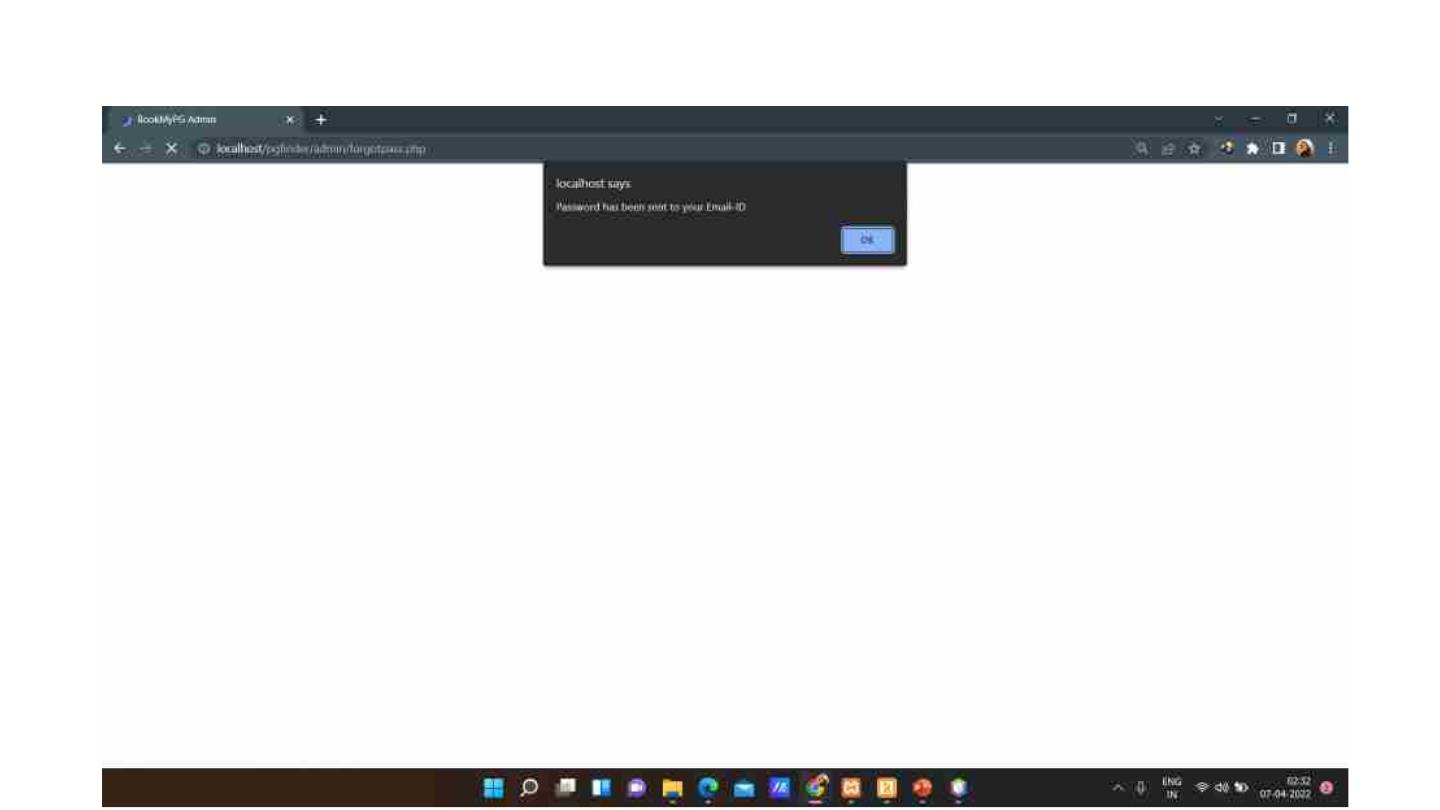 BookMyPG Admin
localhost/pgfinder/admin/forgotpass.php
localhost says
Password has been sent to your Email-ID
OK
ENG
IN
02:32
07-04-2022